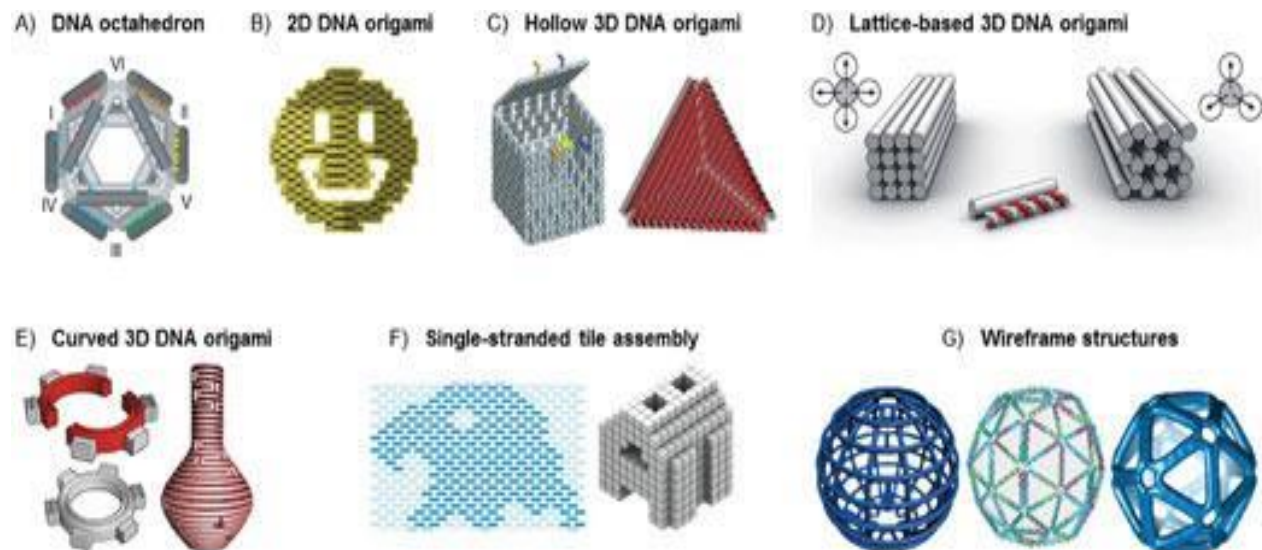 A) DNA octahedron
B) 2D DNA origami
C) Hollow 3D DNA origami
D) Lattice-based 3D DNA origami
VI
I
II
IV
V
III
E) Curved 3D DNA origami
F) Single-stranded tile assembly
G) Wireframe structures